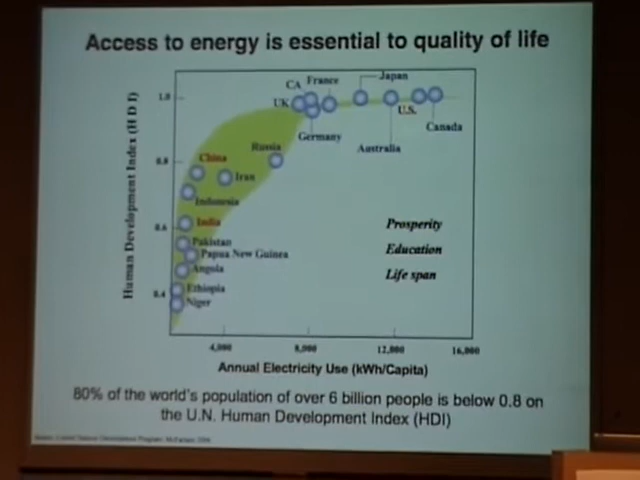 Access to energy is essential to quality of life
Human Development Index (H D I)
1.0
0.8
0.6
0.4
CA
France
Japan
UK
U.S.
Canada
Germany
Australia
Russia
China
Iran
Indonesia
India
Pakistan
Papua New Guinea
Angola
Ethiopia
Niger
Prosperity
Education
Life span
4,000
8,000
12,000
16,000
Annual Electricity Use (kWh/Capita)
80% of the world's population of over 6 billion people is below 0.8 on
the U.N. Human Development Index (HDI)